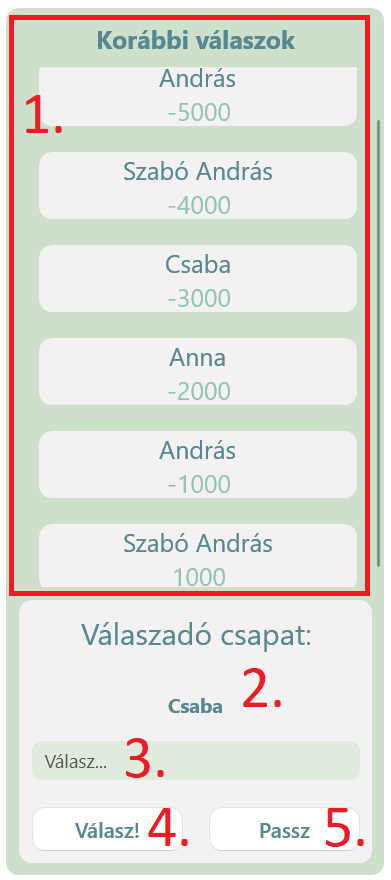 Korábbi válaszok
András
-5000
1.
Szabó András
-4000
Csaba
-3000
Anna
-2000
András
-1000
Szabó András
1000
Válaszadó csapat:
Csaba 2.
Válasz... 3.
Válasz! 4. Passz 5.